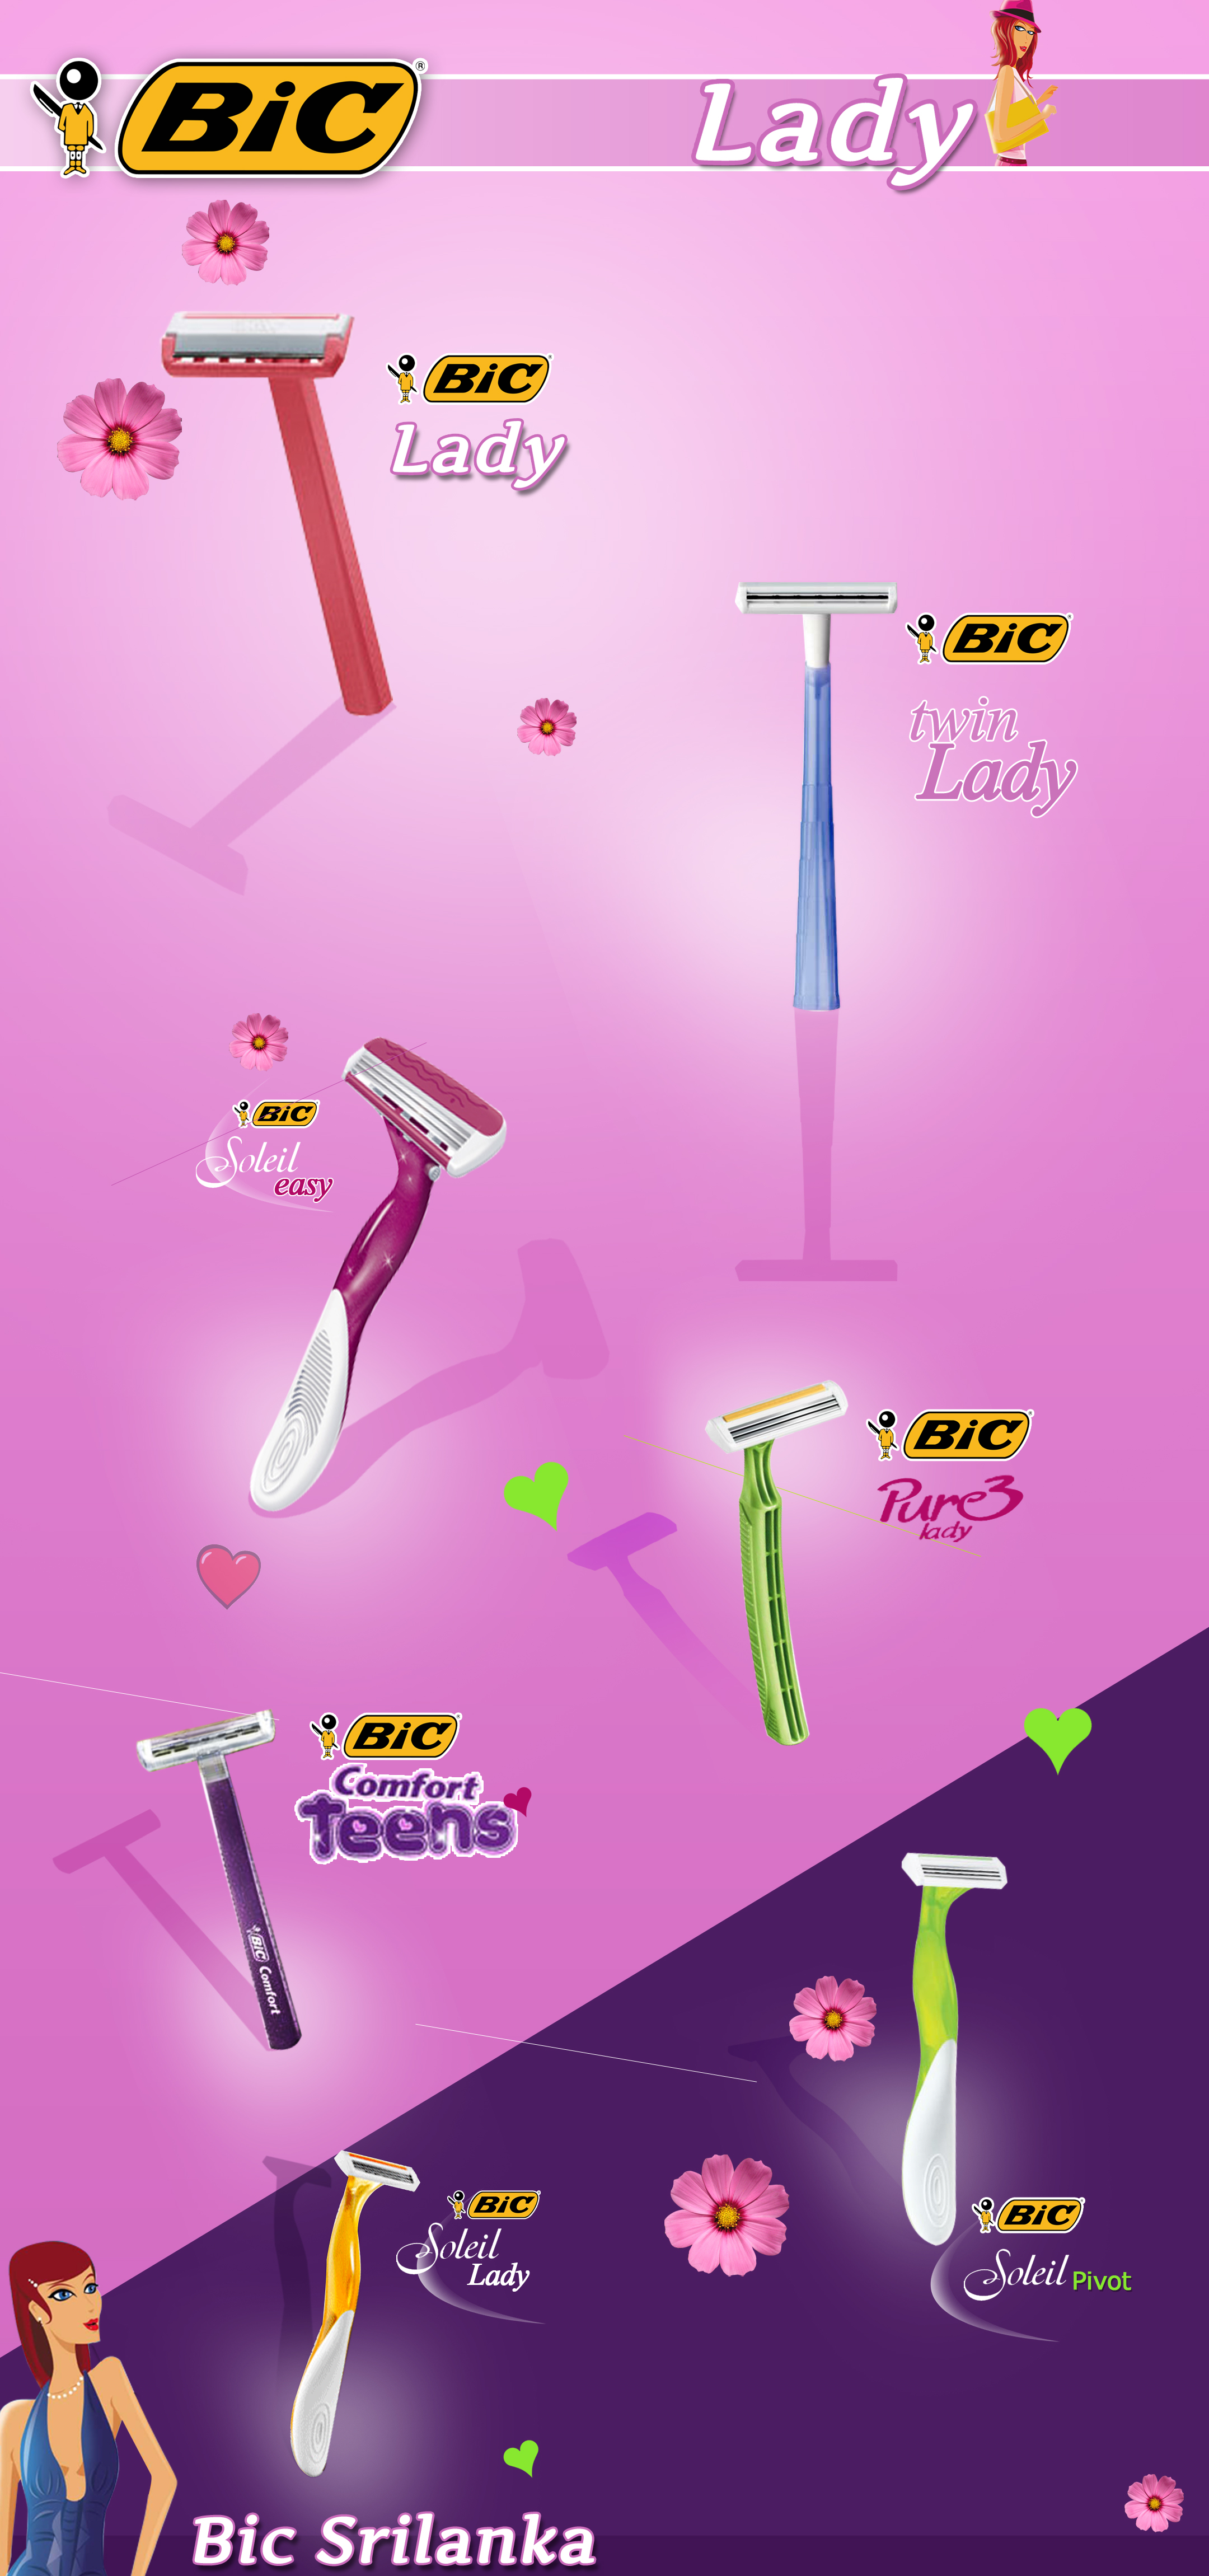 BiC®
Lady
BiC
Lady
BiC
twin
Lady
BiC
Soleil
easy
BiC
Pure3
lady
BiC
Comfort
Teens
BiC Comfort
BiC
Soleil
Lady
BiC
Soleil Pivot
Bic Srilanka